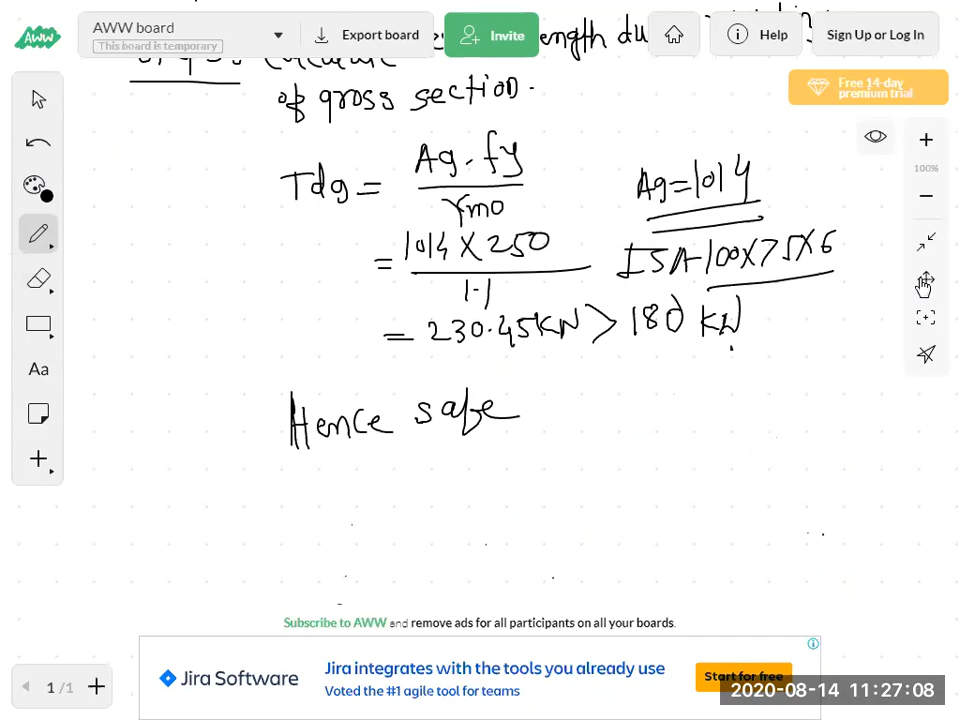 AWW board
This board is temporary
Export board
Invite
Help
Sign Up or Log In
Free 14-day
premium trial
100%
calculate
of gross section.
Tdg = Ag. fy
γmo
Ag=1014
= 1014 X 250
1.1
ISA-100X75X6
= 230.45KN > 180 KN
Hence safe
Aa
Subscribe to AWW and remove ads for all participants on all your boards.
Jira Software
Jira integrates with the tools you already use
Voted the #1 agile tool for teams
Start for free
1 /1
2020-08-14 11:27:08